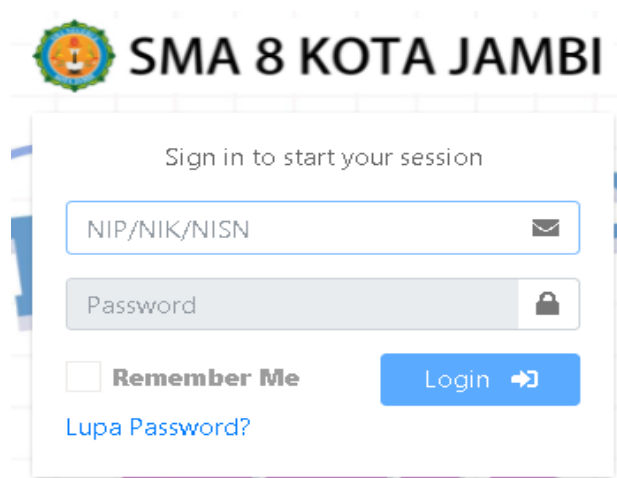 SMA 8 KOTA JAMBI
Sign in to start your session
NIP/NIK/NISN
Password
Remember Me
Login
Lupa Password?